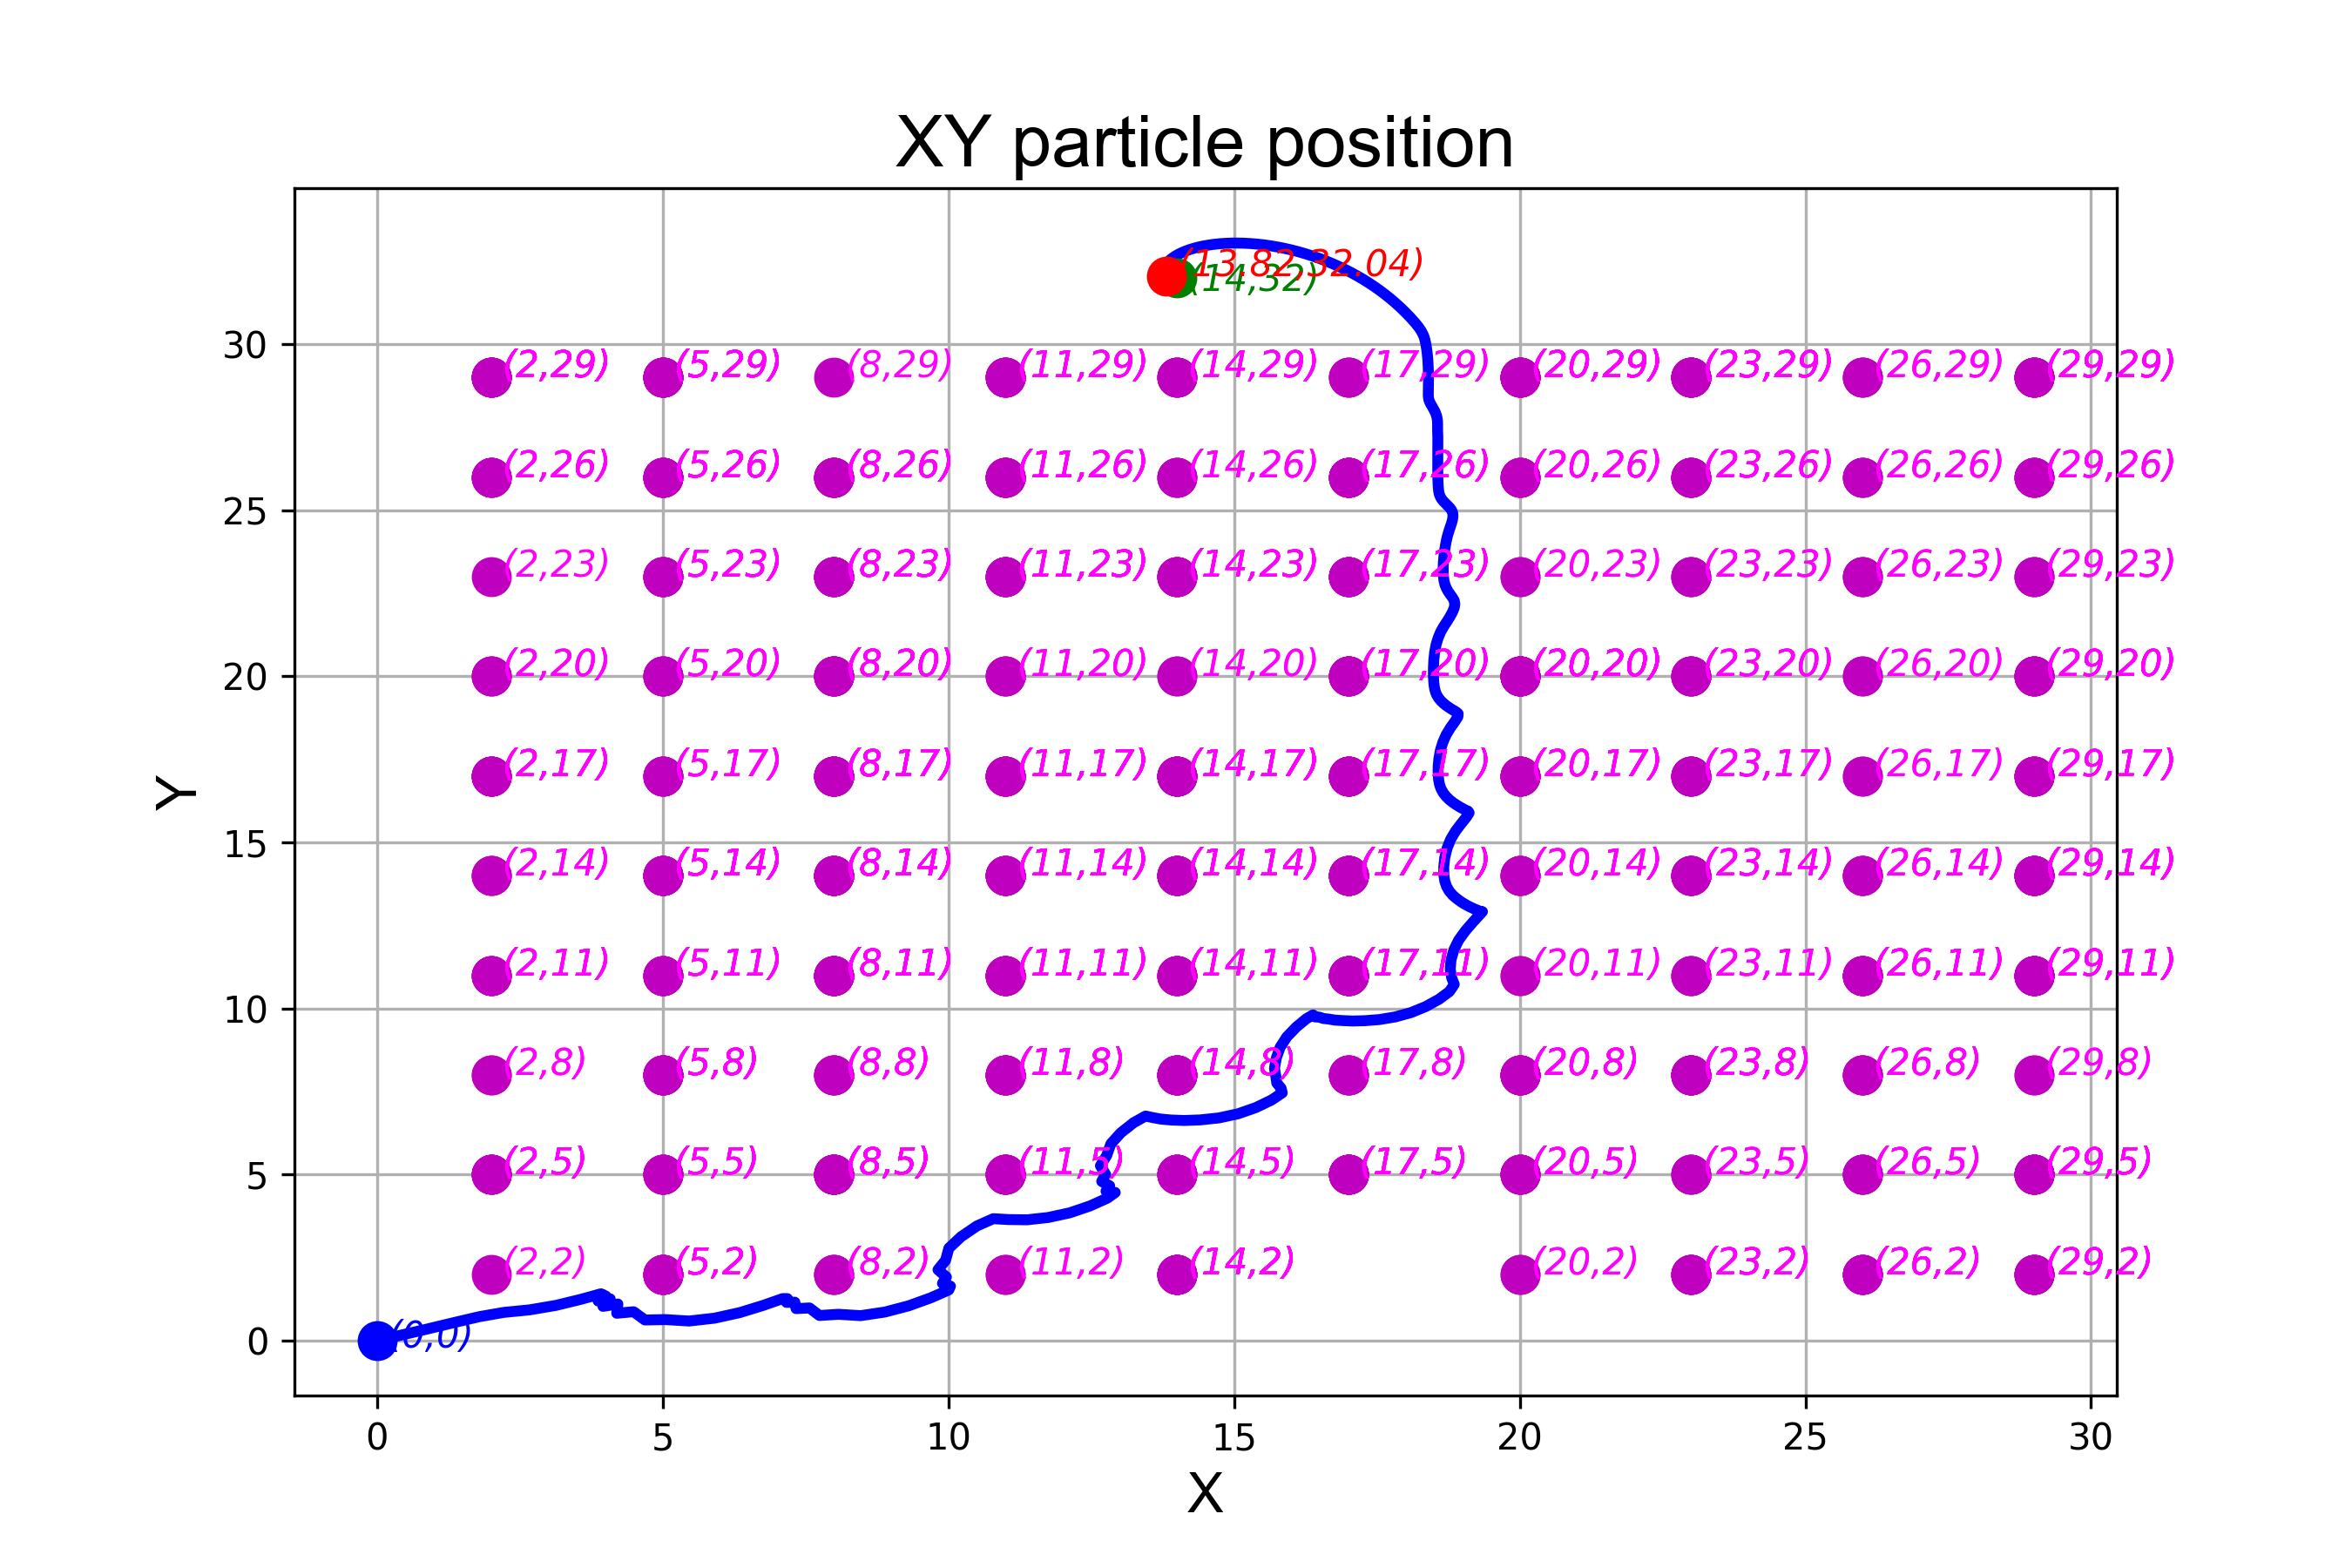 XY particle position
(13.82,32.04)
(14,32)
30
(2,29) (5,29) (8,29) (11,29) (14,29) (17,29) (20,29) (23,29) (26,29) (29,29)
(2,26) (5,26) (8,26) (11,26) (14,26) (17,26) (20,26) (23,26) (26,26) (29,26)
25
(2,23) (5,23) (8,23) (11,23) (14,23) (17,23) (20,23) (23,23) (26,23) (29,23)
20 (2,20) (5,20) (8,20) (11,20) (14,20) (17,20) (20,20) (23,20) (26,20) (29,20)
(2,17) (5,17) (8,17) (11,17) (14,17) (17,17) (20,17) (23,17) (26,17) (29,17)
Y
15
(2,14) (5,14) (8,14) (11,14) (14,14) (17,14) (20,14) (23,14) (26,14) (29,14)
(2,11) (5,11) (8,11) (11,11) (14,11) (17,11) (20,11) (23,11) (26,11) (29,11)
10
(2,8) (5,8) (8,8) (11,8) (14,8) (17,8) (20,8) (23,8) (26,8) (29,8)
5 (2,5) (5,5) (8,5) (11,5) (14,5) (17,5) (20,5) (23,5) (26,5) (29,5)
(2,2) (5,2) (8,2) (11,2) (14,2) (20,2) (23,2) (26,2) (29,2)
0 (0,0)
0 5 10 15 20 25 30
X